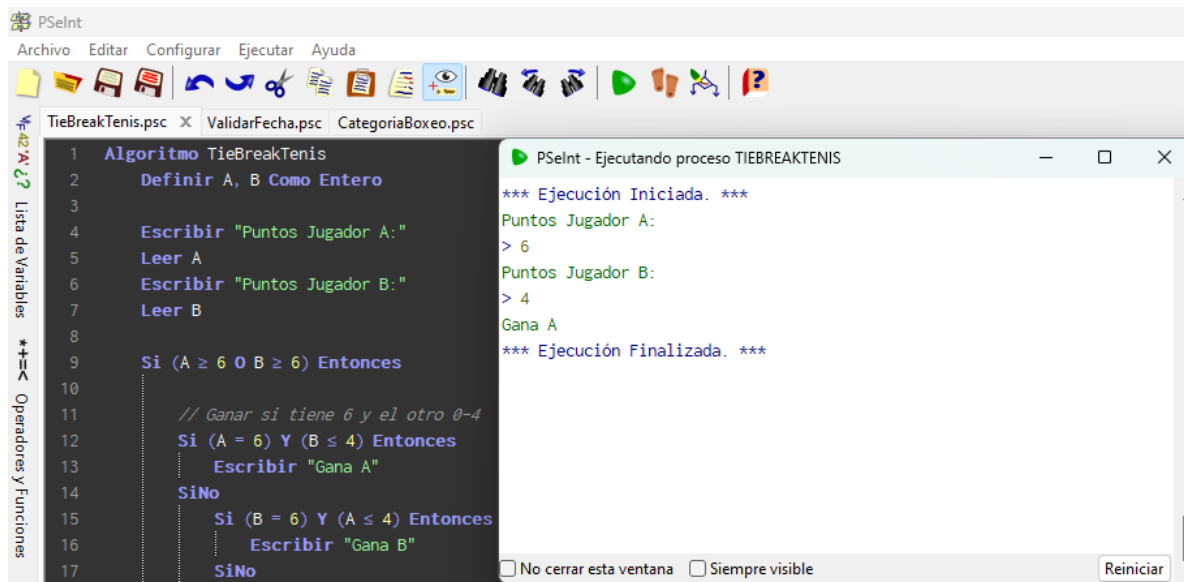 PSeInt
Archivo Editar Configurar Ejecutar Ayuda
TieBreakTenis.psc X ValidarFecha.psc CategoriaBoxeo.psc
42 'A' ¿? Lista de Variables
*+=< Operadores y Funciones
1 Algoritmo TieBreakTenis
2 Definir A, B Como Entero
3
4 Escribir "Puntos Jugador A:"
5 Leer A
6 Escribir "Puntos Jugador B:"
7 Leer B
8
9 Si (A ≥ 6 O B ≥ 6) Entonces
10
11 // Ganar si tiene 6 y el otro 0-4
12 Si (A = 6) Y (B ≤ 4) Entonces
13 Escribir "Gana A"
14 SiNo
15 Si (B = 6) Y (A ≤ 4) Entonces
16 Escribir "Gana B"
17 SiNo
PSeInt - Ejecutando proceso TIEBREAKTENIS
*** Ejecución Iniciada. ***
Puntos Jugador A:
> 6
Puntos Jugador B:
> 4
Gana A
*** Ejecución Finalizada. ***
No cerrar esta ventana Siempre visible Reiniciar